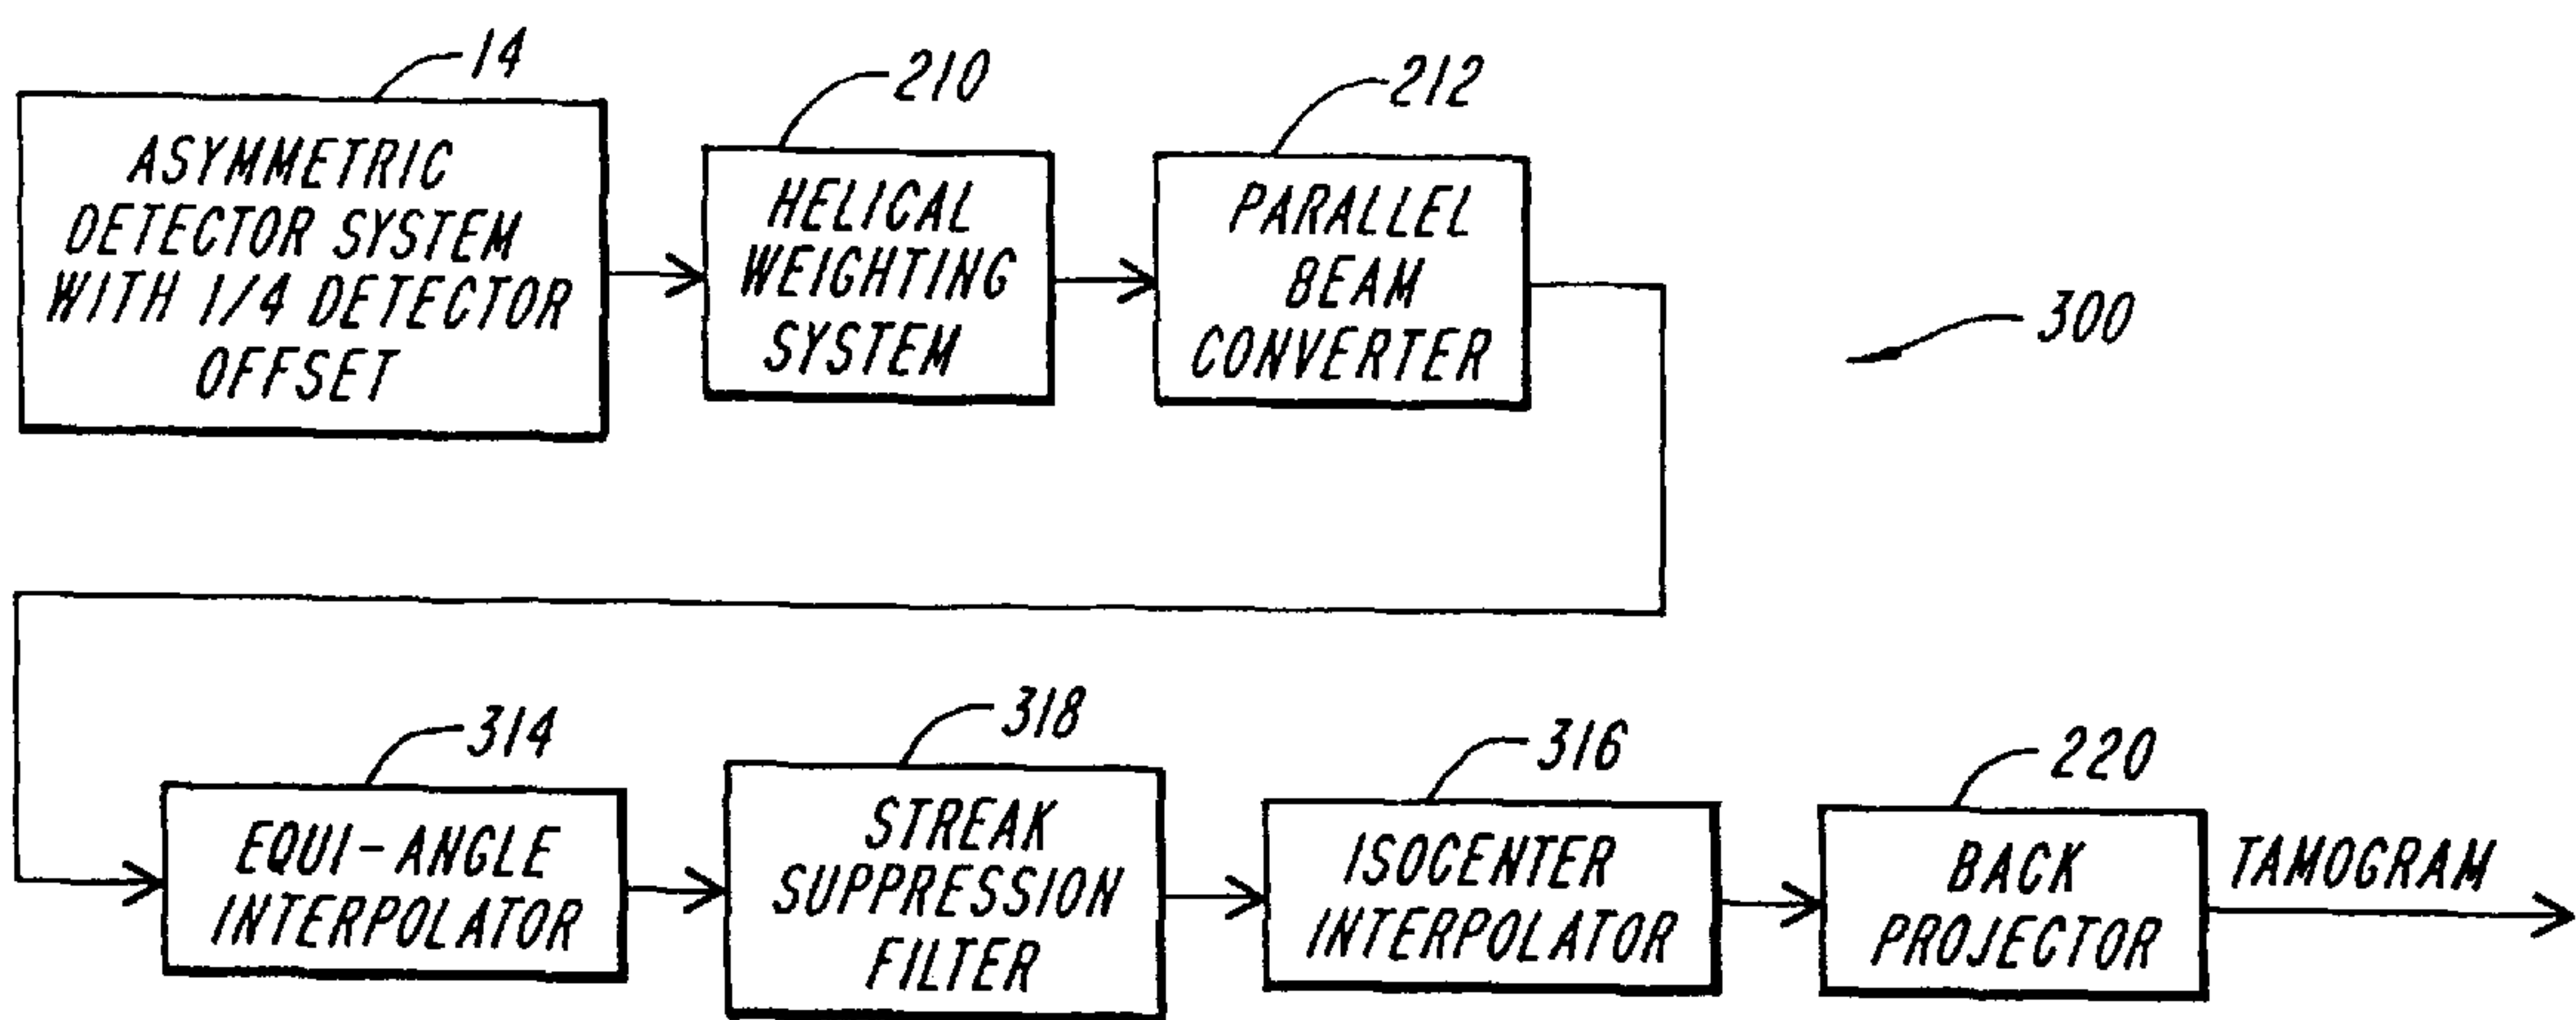 14
ASYMMETRIC
DETECTOR SYSTEM
WITH 1/4 DETECTOR
OFFSET
210
HELICAL
WEIGHTING
SYSTEM
212
PARALLEL
BEAM
CONVERTER
300
314
EQUI-ANGLE
INTERPOLATOR
318
STREAK
SUPPRESSION
FILTER
316
ISOCENTER
INTERPOLATOR
220
BACK
PROJECTOR
TAMOGRAM